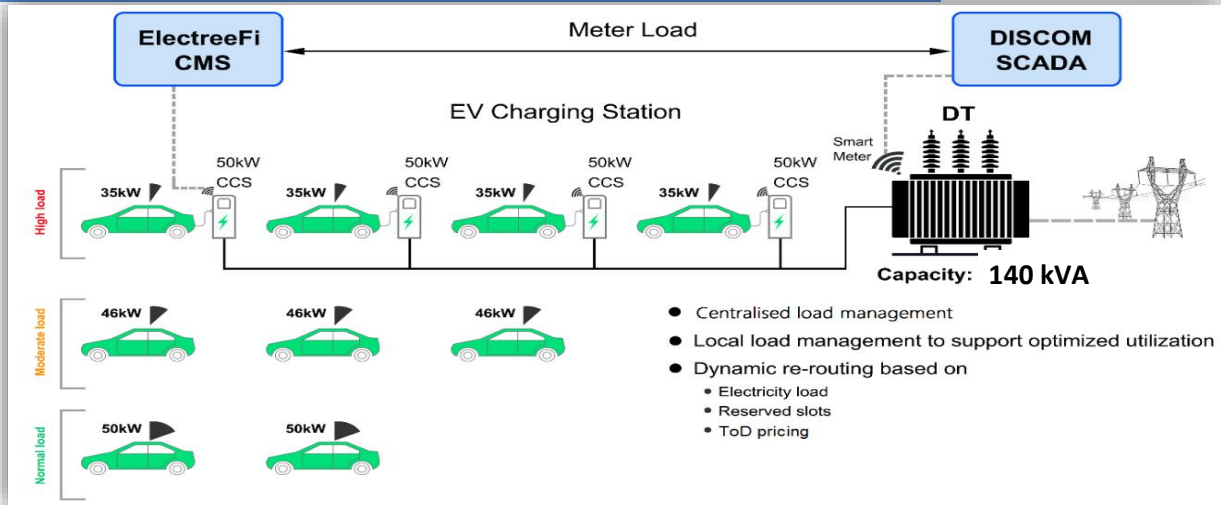 ElectreeFi
CMS
Meter Load
DISCOM
SCADA
EV Charging Station
DT
Smart
Meter
High load
35kW
50kW
CCS
35kW
50kW
CCS
35kW
50kW
CCS
35kW
50kW
CCS
Capacity: 140 kVA
Moderate load
46kW
46kW
46kW
● Centralised load management
● Local load management to support optimized utilization
● Dynamic re-routing based on
• Electricity load
• Reserved slots
• ToD pricing
Normal load
50kW
50kW